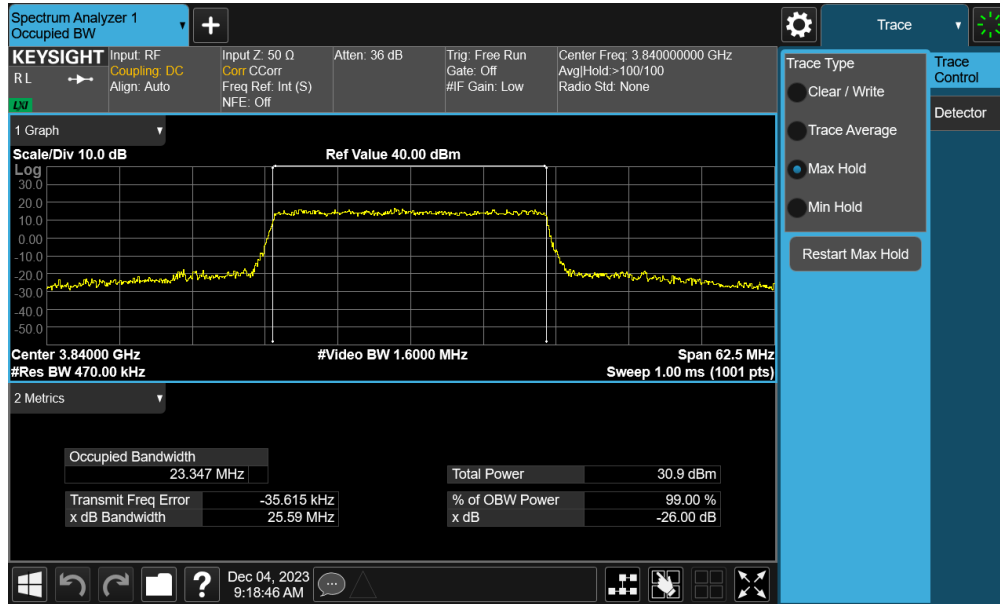 Spectrum Analyzer 1
Occupied BW
+
Trace
KEYSIGHT
R L
LXI
Input: RF
Coupling: DC
Align: Auto
Input Z: 50 Ω
Corr CCorr
Freq Ref: Int (S)
NFE: Off
Atten: 36 dB
Trig: Free Run
Gate: Off
#IF Gain: Low
Center Freq: 3.840000000 GHz
Avg|Hold:>100/100
Radio Std: None
1 Graph
Scale/Div 10.0 dB
Ref Value 40.00 dBm
Log
30.0
20.0
10.0
0.00
-10.0
-20.0
-30.0
-40.0
-50.0
Center 3.84000 GHz
#Video BW 1.6000 MHz
Span 62.5 MHz
#Res BW 470.00 kHz
Sweep 1.00 ms (1001 pts)
2 Metrics
Occupied Bandwidth
23.347 MHz
Total Power 30.9 dBm
Transmit Freq Error -35.615 kHz
% of OBW Power 99.00 %
x dB Bandwidth 25.59 MHz
x dB -26.00 dB
Trace Type
Clear / Write
Trace Average
Max Hold
Min Hold
Restart Max Hold
Trace
Control
Detector
?
Dec 04, 2023
9:18:46 AM